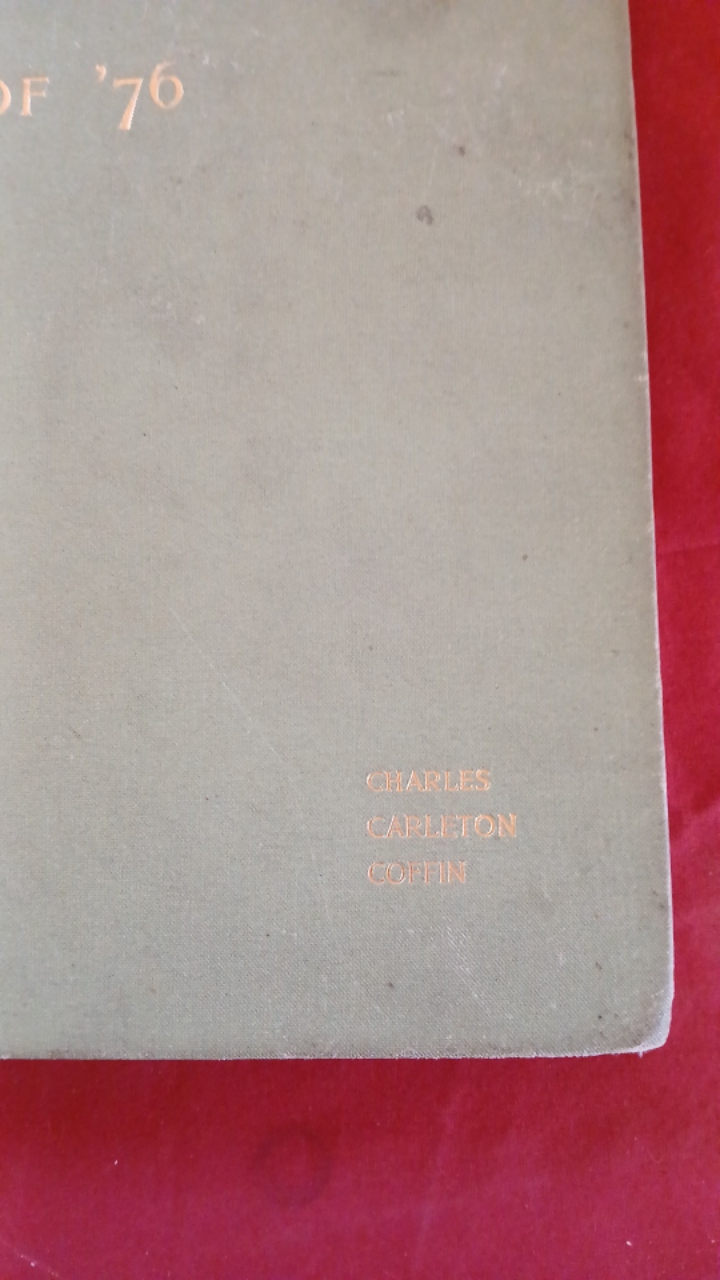 OF '76
CHARLES
CARLETON
COFFIN